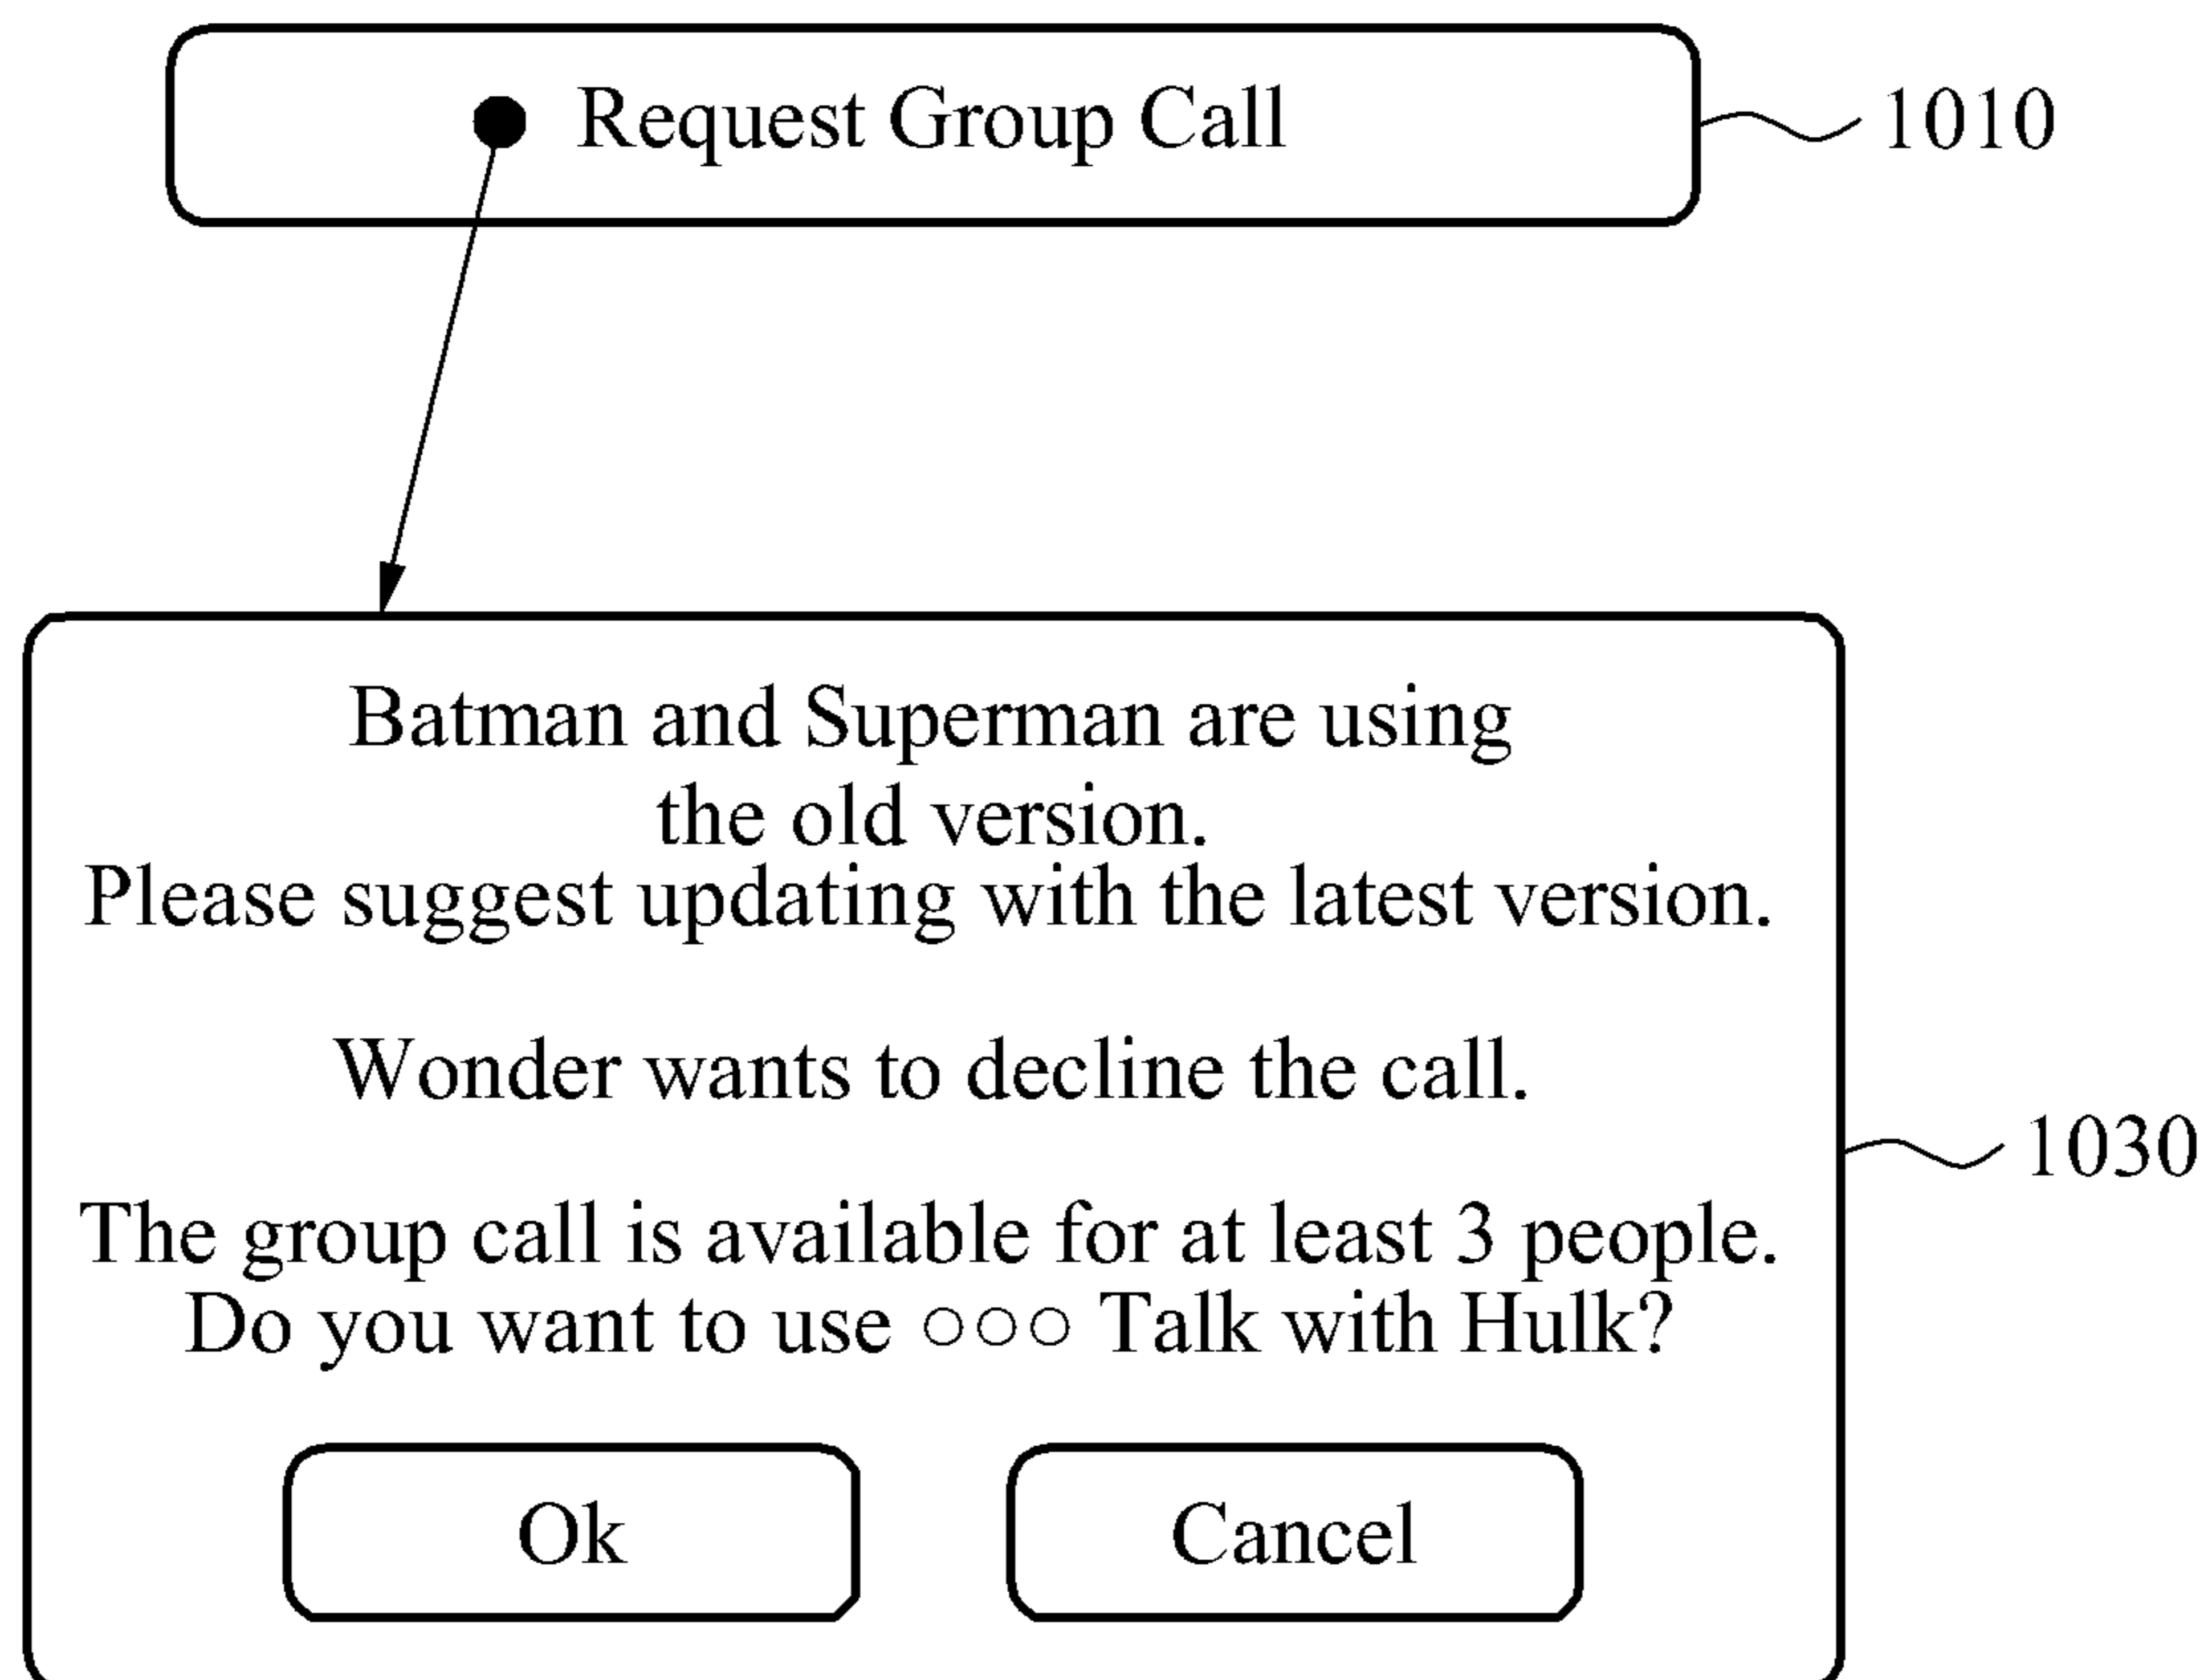 Request Group Call
1010
Batman and Superman are using
the old version.
Please suggest updating with the latest version.
Wonder wants to decline the call.
1030
The group call is available for at least 3 people.
Do you want to use ○○○ Talk with Hulk?
Ok
Cancel